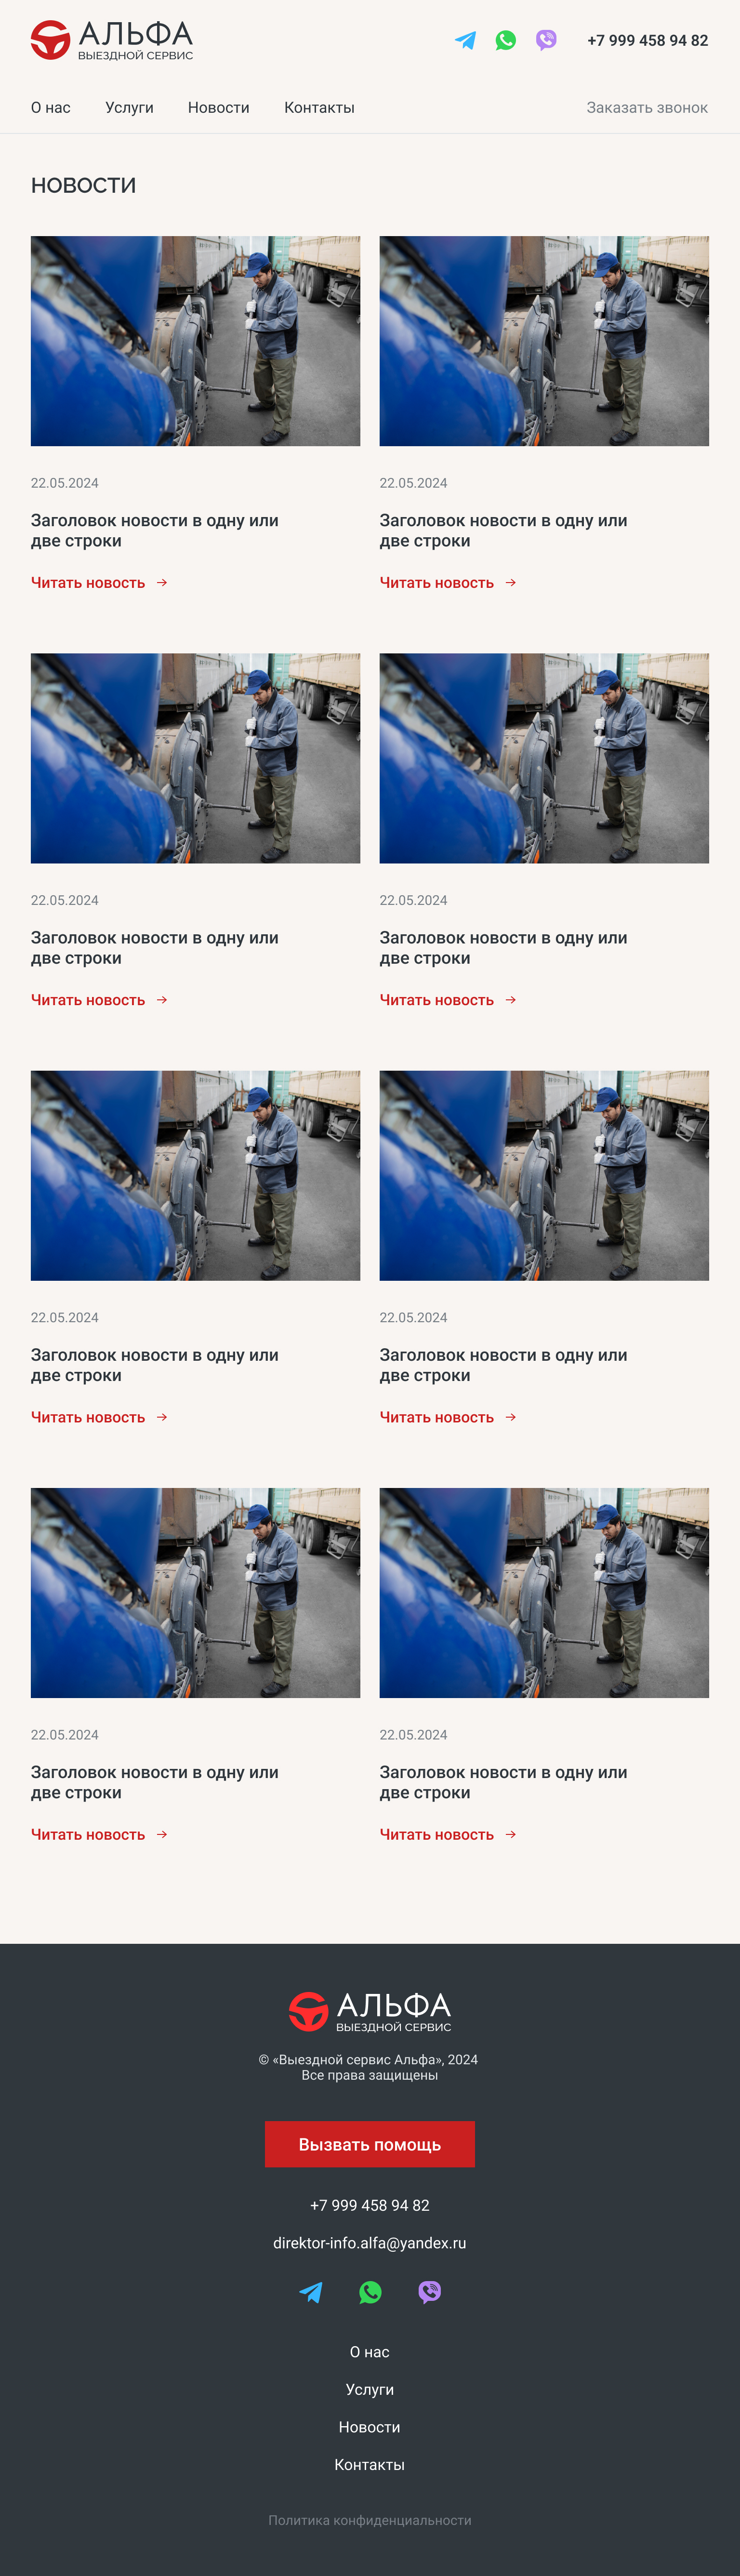 АЛЬФА
ВЫЕЗДНОЙ СЕРВИС
+7 999 458 94 82
О нас Услуги Новости Контакты Заказать звонок
НОВОСТИ
22.05.2024 22.05.2024
Заголовок новости в одну или Заголовок новости в одну или
две строки две строки
Читать новость → Читать новость →
22.05.2024 22.05.2024
Заголовок новости в одну или Заголовок новости в одну или
две строки две строки
Читать новость → Читать новость →
22.05.2024 22.05.2024
Заголовок новости в одну или Заголовок новости в одну или
две строки две строки
Читать новость → Читать новость →
22.05.2024 22.05.2024
Заголовок новости в одну или Заголовок новости в одну или
две строки две строки
Читать новость → Читать новость →
АЛЬФА
ВЫЕЗДНОЙ СЕРВИС
© «Выездной сервис Альфа», 2024
Все права защищены
Вызвать помощь
+7 999 458 94 82
direktor-info.alfa@yandex.ru
О нас
Услуги
Новости
Контакты
Политика конфиденциальности